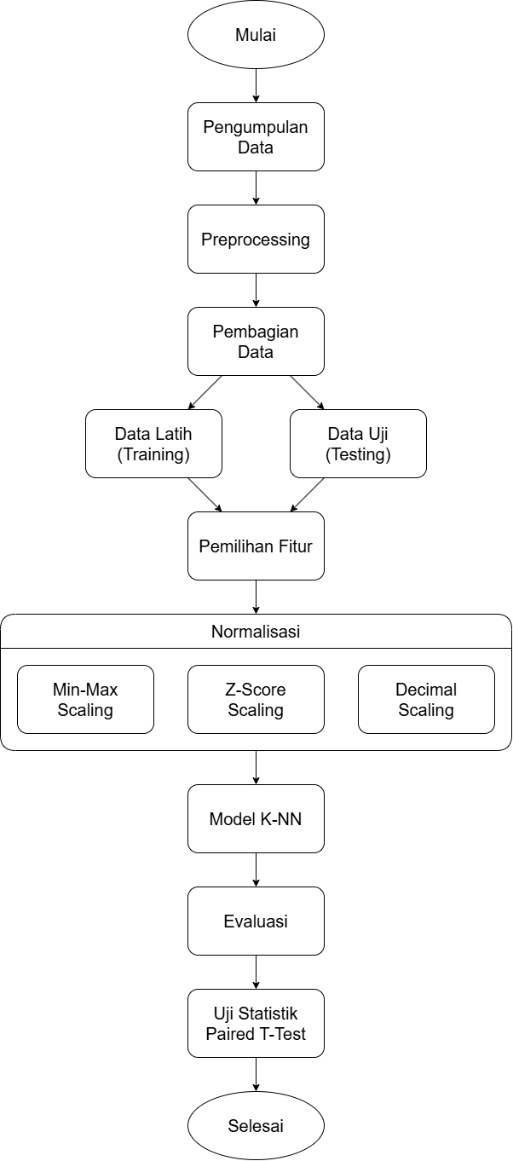 Mulai
Pengumpulan
Data
Preprocessing
Pembagian
Data
Data Latih
(Training)
Data Uji
(Testing)
Pemilihan Fitur
Normalisasi
Min-Max
Scaling
Z-Score
Scaling
Decimal
Scaling
Model K-NN
Evaluasi
Uji Statistik
Paired T-Test
Selesai